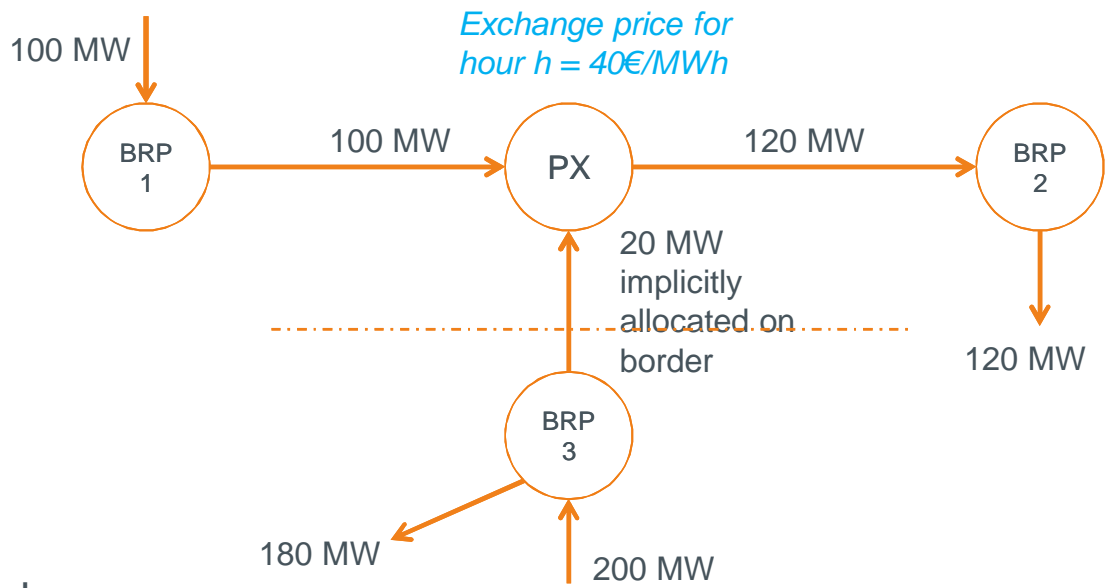 Exchange price for
hour h = 40€/MWh
100 MW
BRP
1
100 MW
PX
120 MW
BRP
2
20 MW
implicitly
allocated on
border
120 MW
BRP
3
180 MW
200 MW